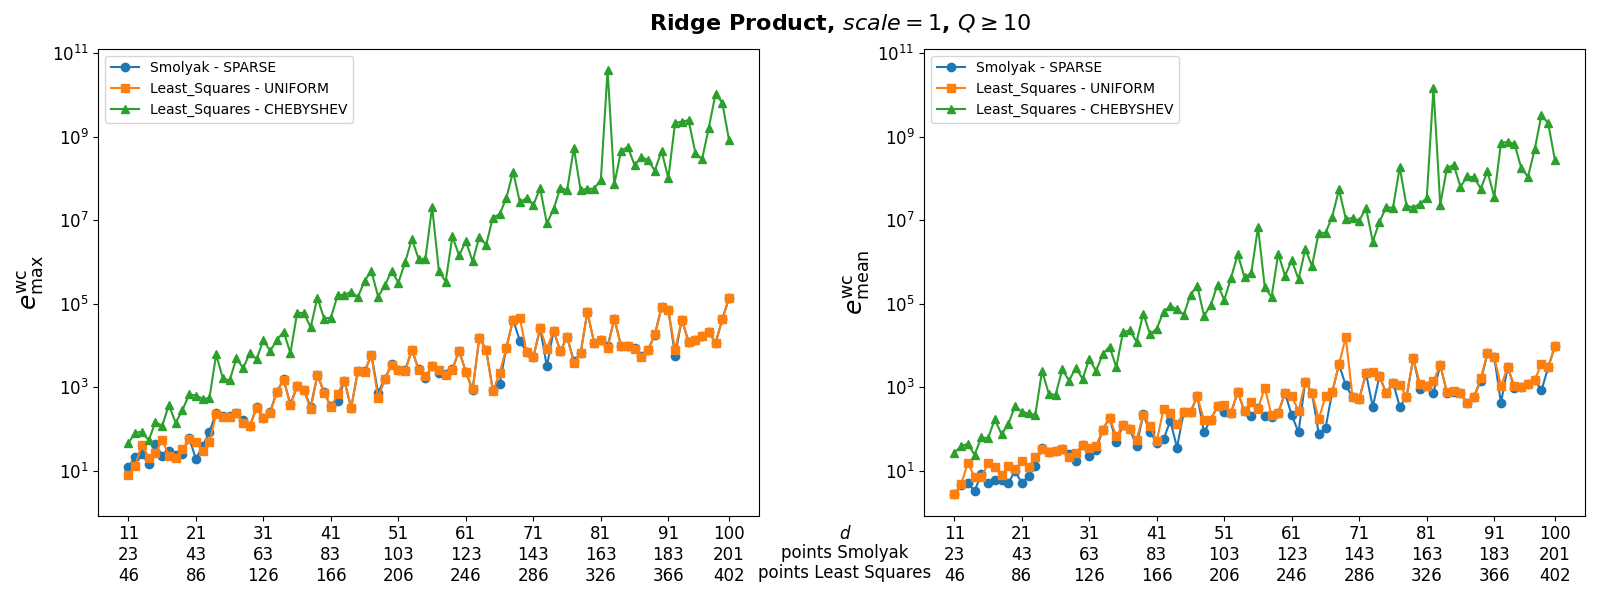 Ridge Product, scale = 1, Q ≥ 10
10^11
10^9
10^7
10^5
10^3
10^1
e^wc_max
Smolyak - SPARSE
Least_Squares - UNIFORM
Least_Squares - CHEBYSHEV
11 21 31 41 51 61 71 81 91 100
23 43 63 83 103 123 143 163 183 201
46 86 126 166 206 246 286 326 366 402
d
points Smolyak
points Least Squares
10^11
10^9
10^7
10^5
10^3
10^1
e^wc_mean
Smolyak - SPARSE
Least_Squares - UNIFORM
Least_Squares - CHEBYSHEV
11 21 31 41 51 61 71 81 91 100
23 43 63 83 103 123 143 163 183 201
46 86 126 166 206 246 286 326 366 402